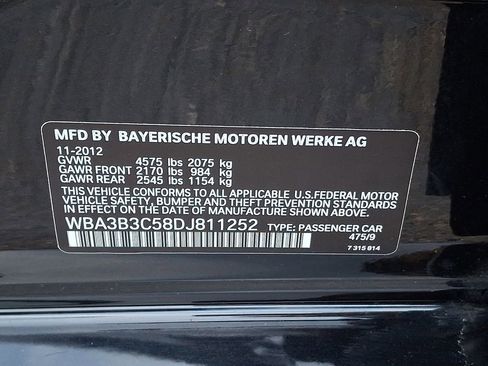 MFD BY BAYERISCHE MOTOREN WERKE AG
11-2012
GVWR 4575 lbs 2075 kg
GAWR FRONT 2170 lbs 984 kg
GAWR REAR 2545 lbs 1154 kg
THIS VEHICLE CONFORMS TO ALL APPLICABLE U.S.FEDERAL MOTOR
VEHICLE SAFETY, BUMPER AND THEFT PREVENTION STANDARDS
IN EFFECT ON THE DATE OF MANUFACTURE SHOWN ABOVE.
WBA3B3C58DJ811252 TYPE: PASSENGER CAR
475/9
7 315 014